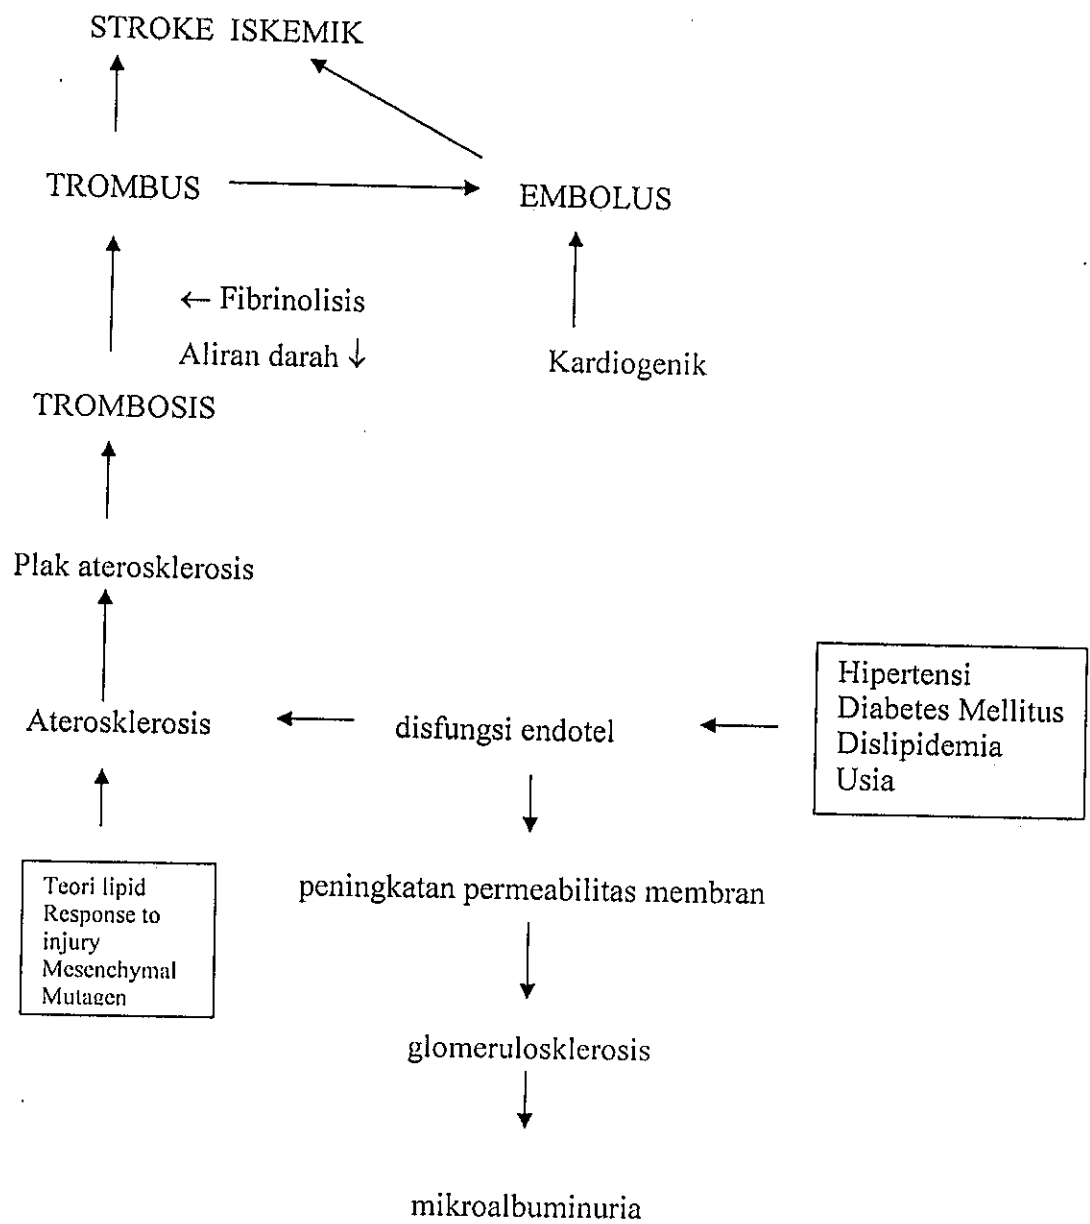 STROKE ISKEMIK
TROMBUS
EMBOLUS
← Fibrinolisis
Aliran darah ↓
Kardiogenik
TROMBOSIS
Plak aterosklerosis
Aterosklerosis
disfungsi endotel
Hipertensi
Diabetes Mellitus
Dislipidemia
Usia
Teori lipid
Response to
injury
Mesenchymal
Mutagen
peningkatan permeabilitas membran
glomerulosklerosis
mikroalbuminuria